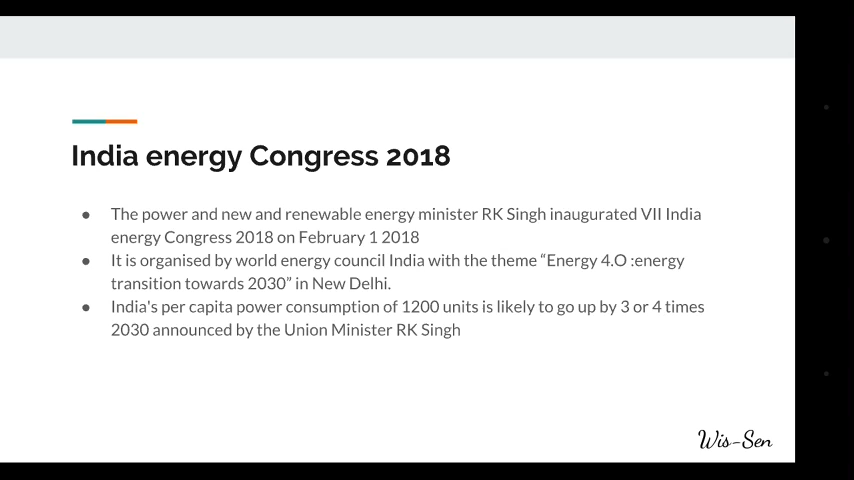 India energy Congress 2018
● The power and new and renewable energy minister RK Singh inaugurated VII India
energy Congress 2018 on February 1 2018
● It is organised by world energy council India with the theme “Energy 4.O :energy
transition towards 2030” in New Delhi.
● India's per capita power consumption of 1200 units is likely to go up by 3 or 4 times
2030 announced by the Union Minister RK Singh
Wis-Sen